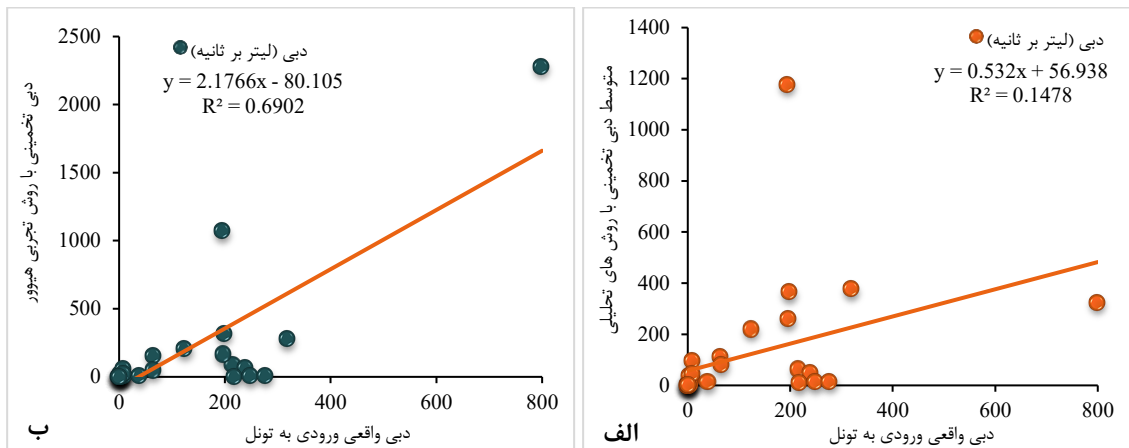 دبی (لیتر بر ثانیه)
y = 0.532x + 56.938
R² = 0.1478
متوسط دبی تخمینی با روش های تحلیلی
1400
1200
1000
800
600
400
200
0
0 200 400 600 800
دبی واقعی ورودی به تونل
الف
دبی (لیتر بر ثانیه)
y = 2.1766x - 80.105
R² = 0.6902
دبی تخمینی با روش تجربی هیوور
2500
2000
1500
1000
500
0
0 200 400 600 800
دبی واقعی ورودی به تونل
ب